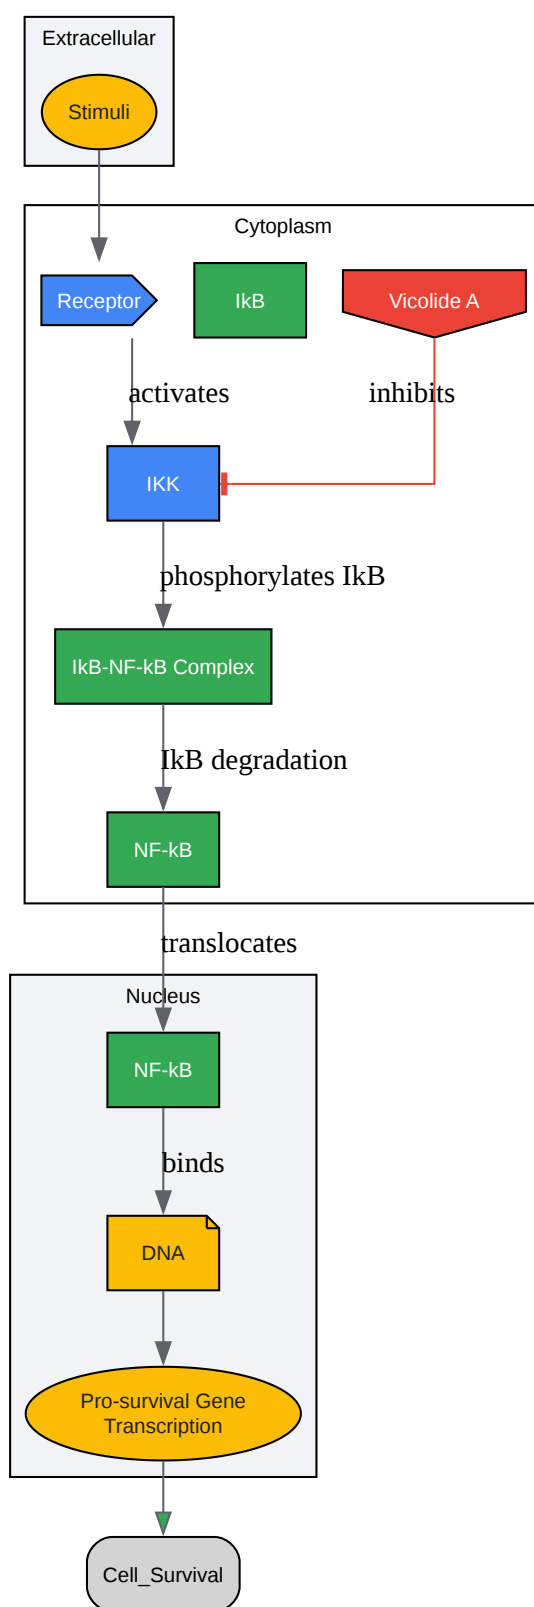 Extracellular
Stimuli
Cytoplasm
Receptor
IkB
Vicolide A
activates
inhibits
IKK
phosphorylates IkB
IkB-NF-kB Complex
IkB degradation
NF-kB
translocates
Nucleus
NF-kB
binds
DNA
Pro-survival Gene
Transcription
Cell_Survival